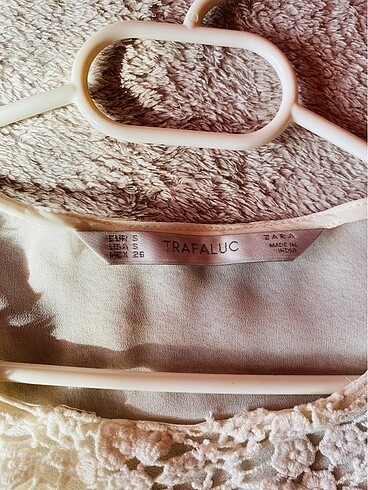 EUR S
USA S
MEX 26
TRAFALUC
ZARA
MADE IN
INDIA